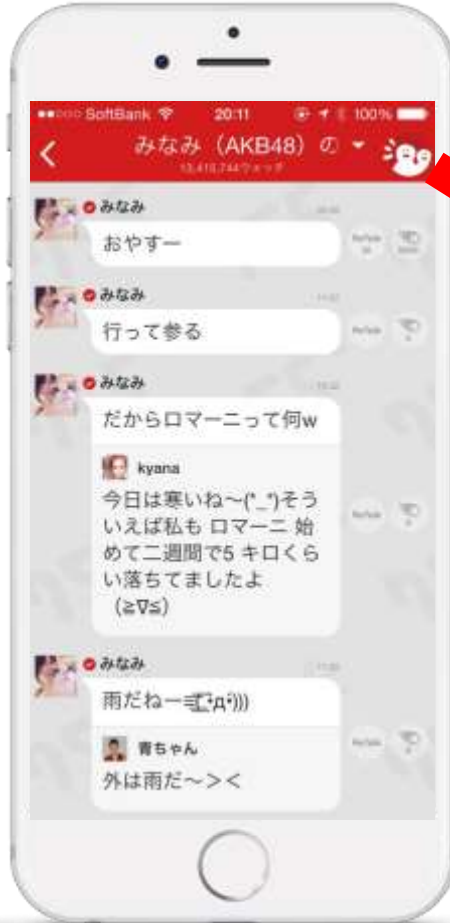 SoftBank 20:11 100%
みなみ（AKB48）の
みなみ
おやすー
みなみ
行って参る
みなみ
だからロマーニって何w
kyana
今日は寒いね〜(*_*)そう
いえば私も ロマーニ 始
めて二週間で5 キロくら
い落ちてましたよ
（≧∇≦）
みなみ
雨だねー
青ちゃん
外は雨だ〜＞＜